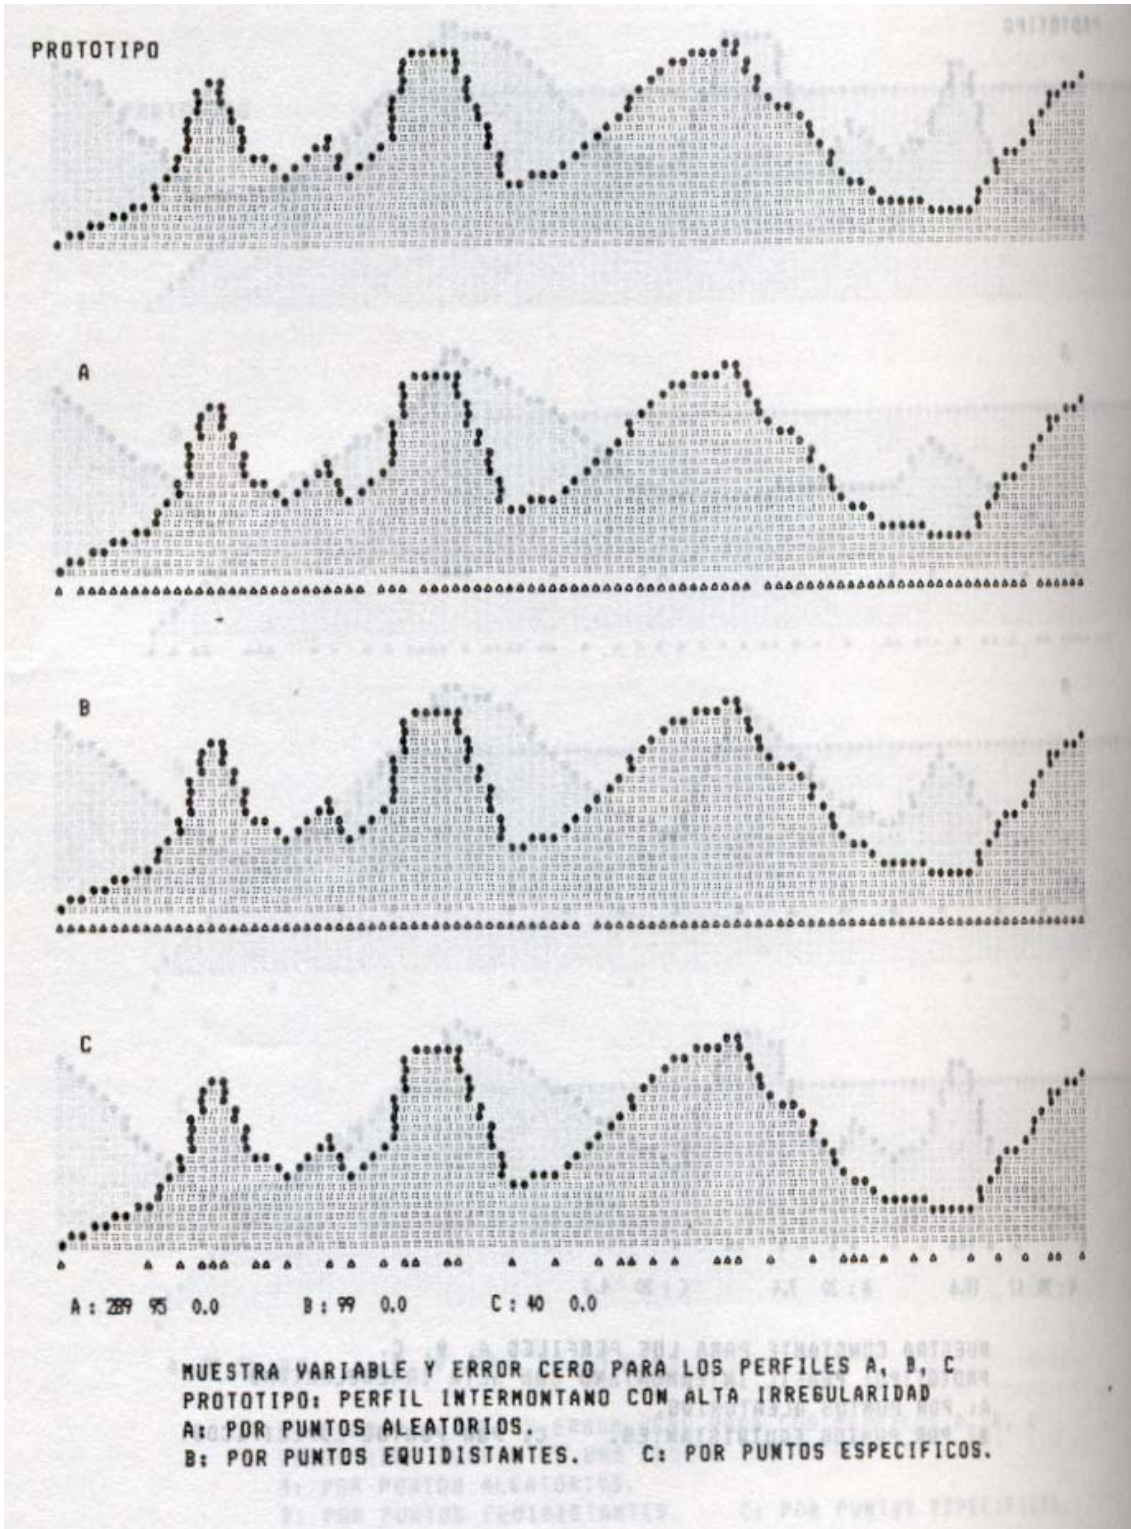 PROTOTIPO
A
B
C
A: 289 95 0.0 B: 99 0.0 C: 40 0.0
MUESTRA VARIABLE Y ERROR CERO PARA LOS PERFILES A, B, C
PROTOTIPO: PERFIL INTERMONTANO CON ALTA IRREGULARIDAD
A: POR PUNTOS ALEATORIOS.
B: POR PUNTOS EQUIDISTANTES. C: POR PUNTOS ESPECIFICOS.